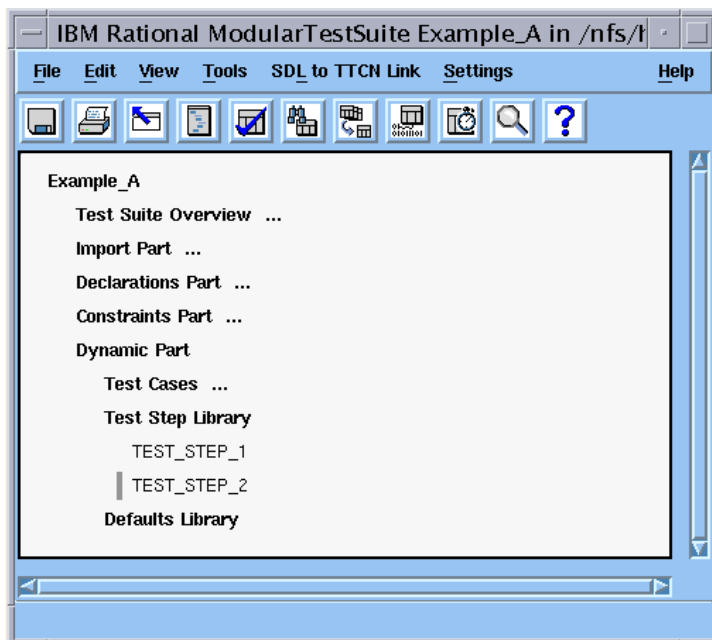 IBM Rational ModularTestSuite Example_A in /nfs/h
File Edit View Tools SDL to TTCN Link Settings Help
?
Example_A
Test Suite Overview ...
Import Part ...
Declarations Part ...
Constraints Part ...
Dynamic Part
Test Cases ...
Test Step Library
TEST_STEP_1
TEST_STEP_2
Defaults Library